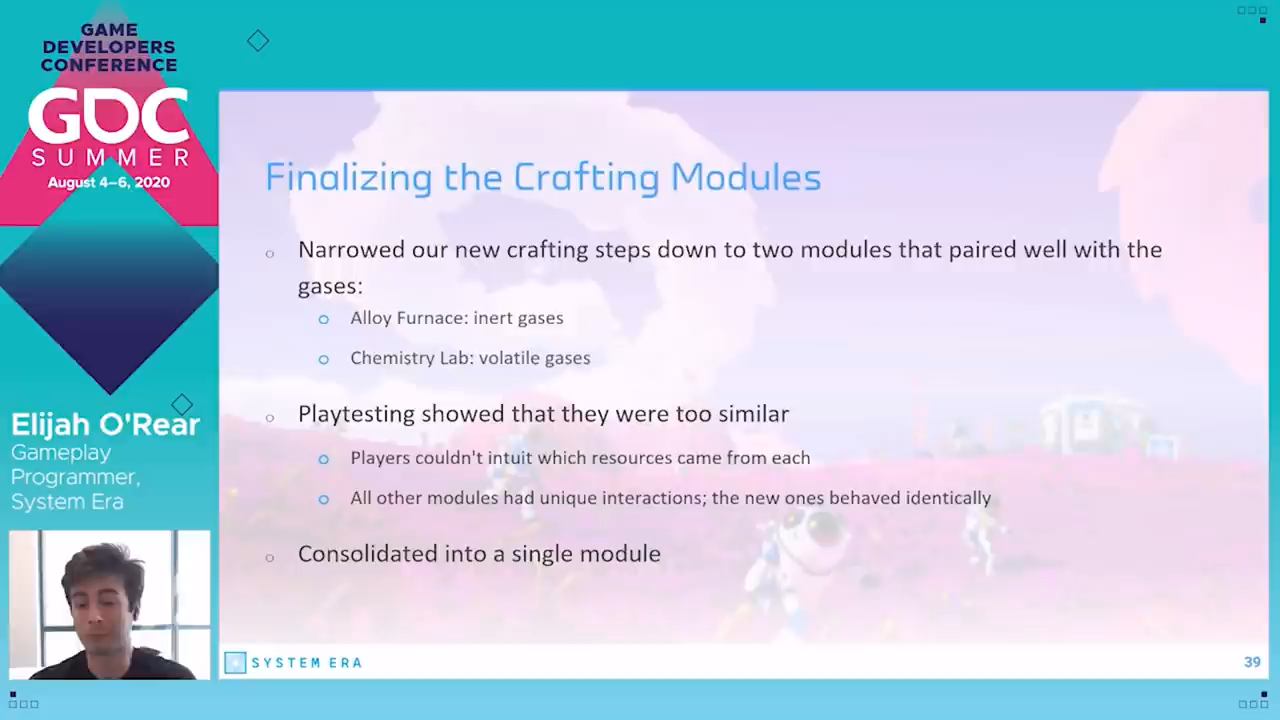 GAME
DEVELOPERS
CONFERENCE
GDC
SUMMER
August 4–6, 2020
Elijah O'Rear
Gameplay
Programmer,
System Era
Finalizing the Crafting Modules
Narrowed our new crafting steps down to two modules that paired well with the
gases:
Alloy Furnace: inert gases
Chemistry Lab: volatile gases
Playtesting showed that they were too similar
Players couldn't intuit which resources came from each
All other modules had unique interactions; the new ones behaved identically
Consolidated into a single module
SYSTEM ERA
39